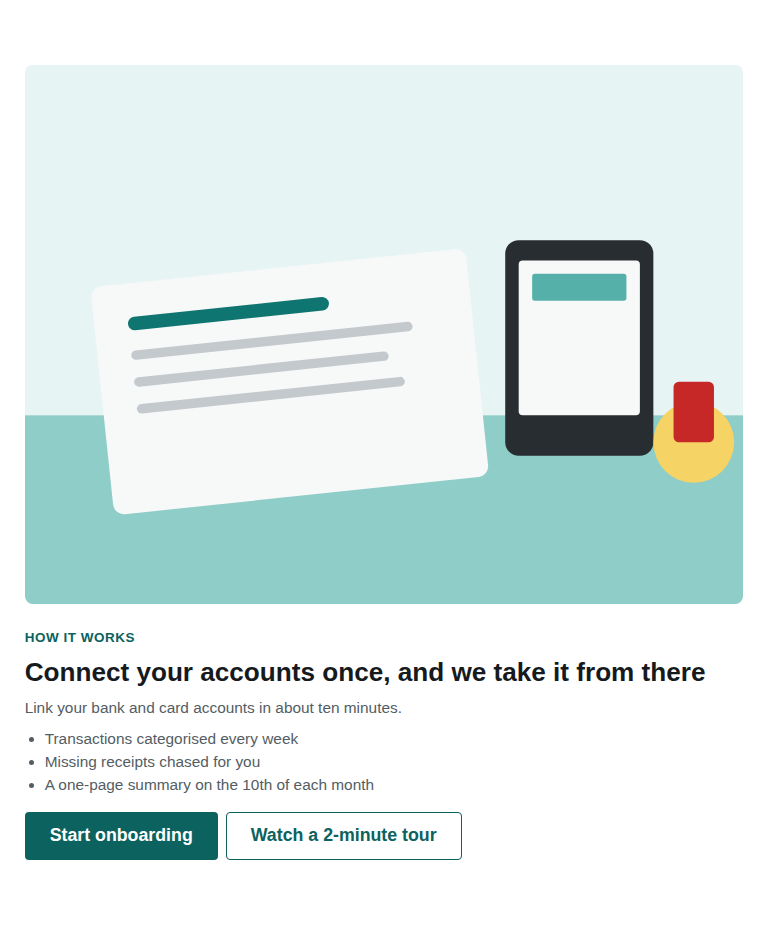 HOW IT WORKS
Connect your accounts once, and we take it from there
Link your bank and card accounts in about ten minutes.
Transactions categorised every week
Missing receipts chased for you
A one-page summary on the 10th of each month
Start onboarding
Watch a 2-minute tour